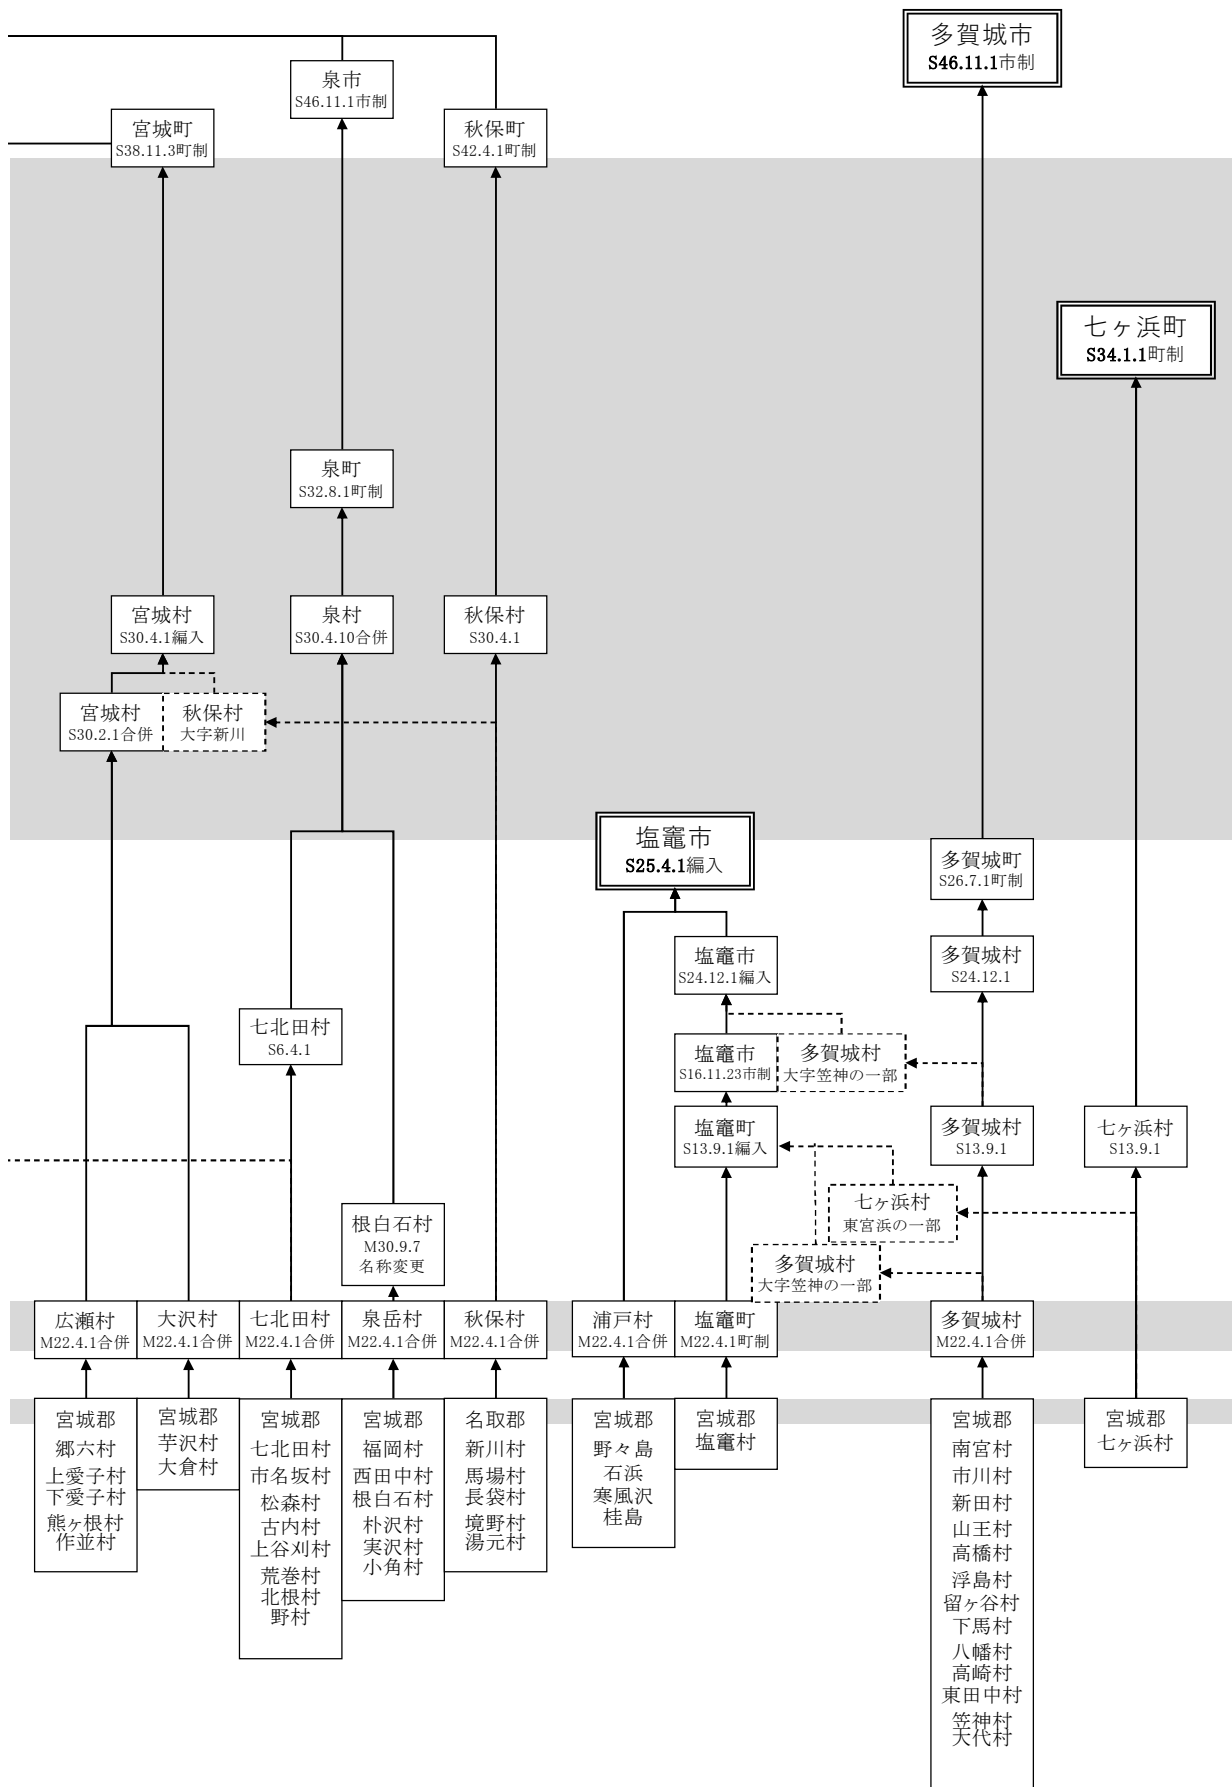 多賀城市
S46.11.1市制
泉市
S46.11.1市制
宮城町
S38.11.3町制
秋保町
S42.4.1町制
七ヶ浜町
S34.1.1町制
泉町
S32.8.1町制
宮城村
S30.4.1編入
泉村
S30.4.10合併
秋保村
S30.4.1
宮城村
S30.2.1合併
秋保村
大字新川
塩竈市
S25.4.1編入
多賀城町
S26.7.1町制
塩竈市
S24.12.1編入
多賀城村
S24.12.1
七北田村
S6.4.1
塩竈市
S16.11.23市制
多賀城村
大字笠神の一部
塩竈町
S13.9.1編入
多賀城村
S13.9.1
七ヶ浜村
S13.9.1
七ヶ浜村
東宮浜の一部
根白石村
M30.9.7
名称変更
多賀城村
大字笠神の一部
広瀬村
M22.4.1合併
大沢村
M22.4.1合併
七北田村
M22.4.1合併
泉岳村
M22.4.1合併
秋保村
M22.4.1合併
浦戸村
M22.4.1合併
塩竈町
M22.4.1町制
多賀城村
M22.4.1合併
宮城郡
郷六村
上愛子村
下愛子村
熊ヶ根村
作並村
宮城郡
芋沢村
大倉村
宮城郡
七北田村
市名坂村
松森村
古内村
上谷刈村
荒巻村
北根村
野村
宮城郡
福岡村
西田中村
根白石村
朴沢村
実沢村
小角村
名取郡
新川村
馬場村
長袋村
境野村
湯元村
宮城郡
野々島
石浜
寒風沢
桂島
宮城郡
塩竈村
宮城郡
南宮村
市川村
新田村
山王村
高橋村
浮島村
留ヶ谷村
下馬村
八幡村
高崎村
東田中村
笠神村
大代村
宮城郡
七ヶ浜村